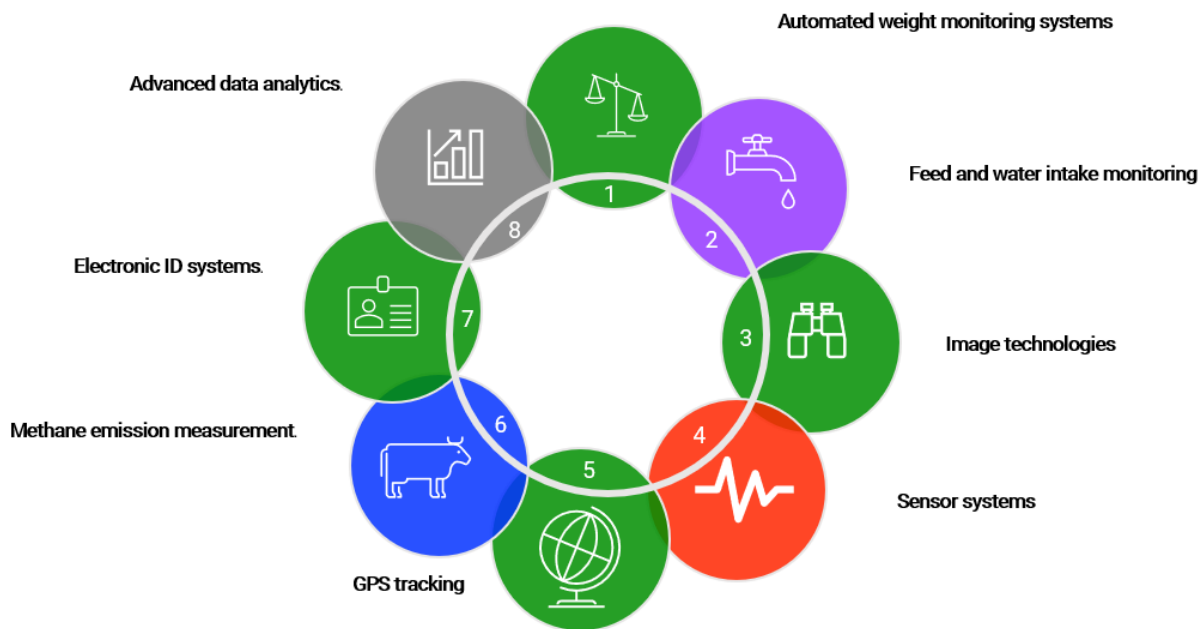 Automated weight monitoring systems
Advanced data analytics.
1
Feed and water intake monitoring
8
2
Electronic ID systems.
7
3
Image technologies
Methane emission measurement.
6
4
5
Sensor systems
GPS tracking